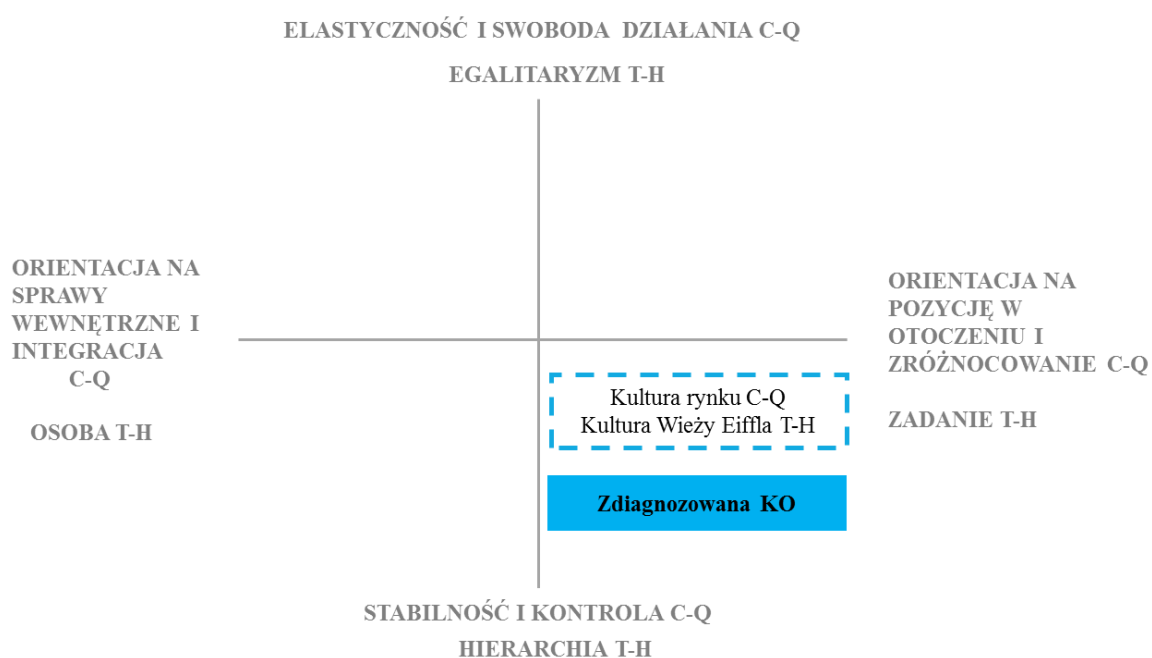 ELASTYCZNOŚĆ I SWOBODA DZIAŁANIA C-Q
EGALITARYZM T-H
ORIENTACJA NA
SPRAWY
WEWNĘTRZNE I
INTEGRACJA
C-Q
OSOBA T-H
ORIENTACJA NA
POZYCJĘ W
OTOCZENIU I
ZRÓŻNOCOWANIE C-Q
ZADANIE T-H
Kultura rynku C-Q
Kultura Wieży Eiffla T-H
Zdiagnozowana KO
STABILNOŚĆ I KONTROLA C-Q
HIERARCHIA T-H